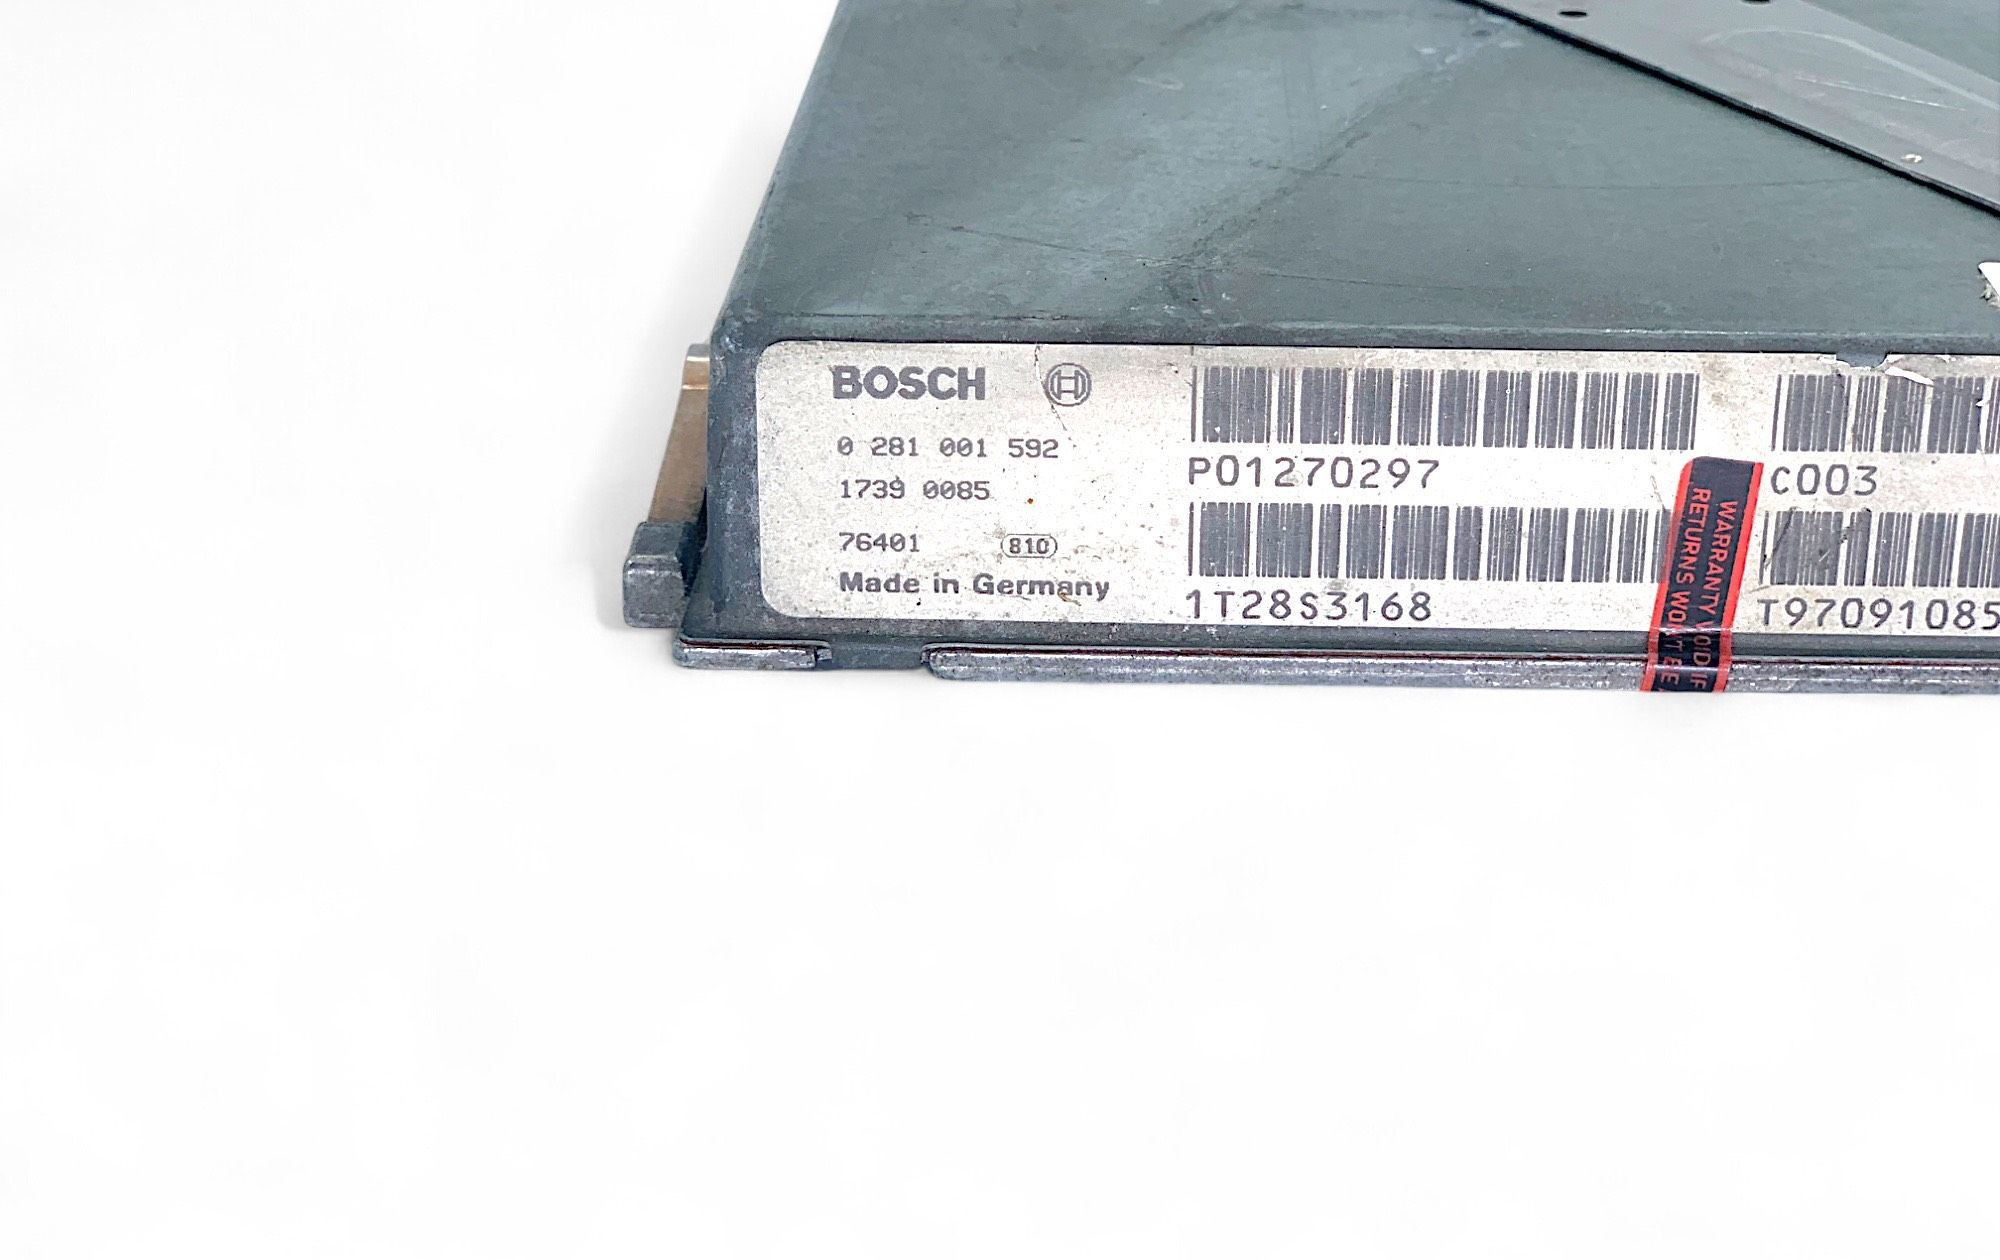 BOSCH
0 281 001 592
1739 0085
76401 810
Made in Germany
P01270297
1T28S3168
C003
T97091085
WARRANTY VOID IF
RETURNS WON'T BE